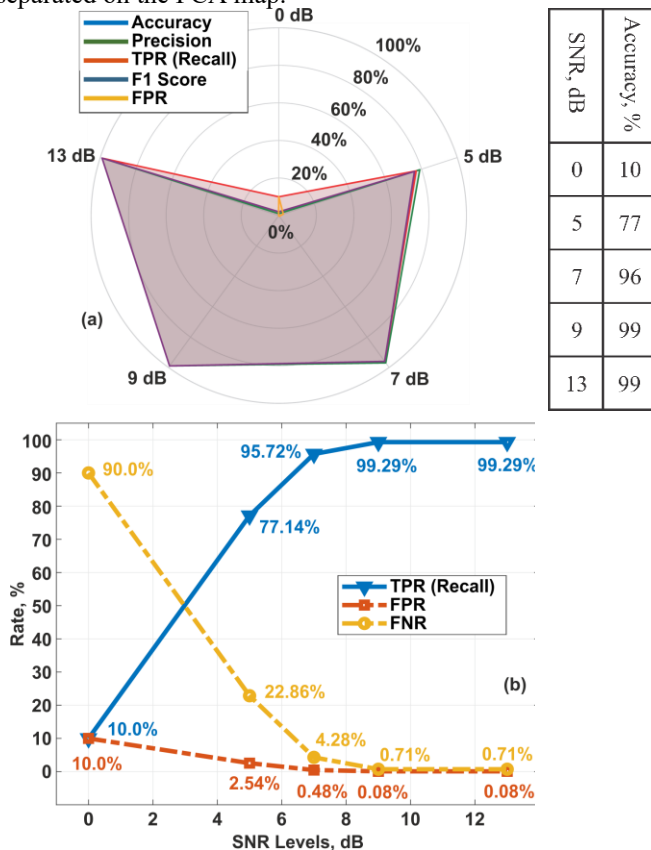 separated on the PCA map.
Accuracy
Precision
TPR (Recall)
F1 Score
FPR
0 dB
100%
80%
60%
40%
20%
0%
5 dB
7 dB
9 dB
13 dB
(a)
SNR, dB Accuracy, %
0 10
5 77
7 96
9 99
13 99
100
90
80
70
60
50
40
30
20
10
0
Rate, %
90.0%
95.72%
99.29%
99.29%
77.14%
TPR (Recall)
FPR
FNR
22.86%
(b)
10.0%
4.28%
0.71%
0.71%
10.0%
2.54%
0.48%
0.08%
0.08%
0 2 4 6 8 10 12
SNR Levels, dB